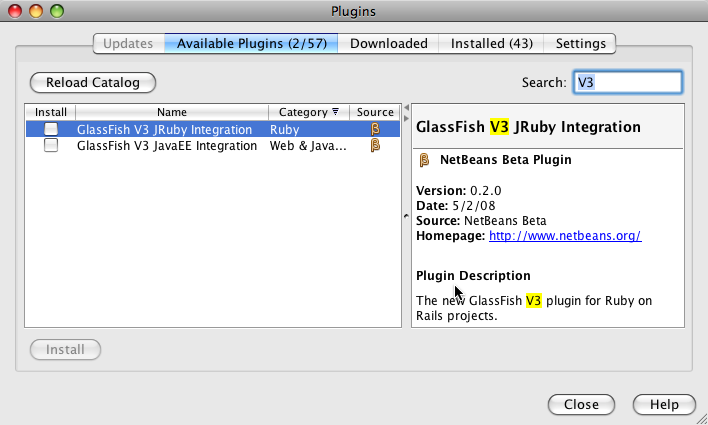 Plugins
Updates Available Plugins (2/57) Downloaded Installed (43) Settings
Reload Catalog Search: V3
Install Name Category Source
GlassFish V3 JRuby Integration Ruby β
GlassFish V3 JavaEE Integration Web & Java... β
GlassFish V3 JRuby Integration
β NetBeans Beta Plugin
Version: 0.2.0
Date: 5/2/08
Source: NetBeans Beta
Homepage: http://www.netbeans.org/
Plugin Description
The new GlassFish V3 plugin for Ruby on
Rails projects.
Install
Close Help